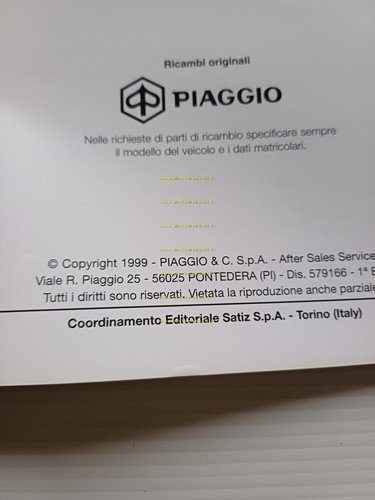 Ricambi originali
PIAGGIO
Nelle richieste di parti di ricambio specificare sempre
il modello del veicolo e i dati matricolari.
© Copyright 1999 - PIAGGIO & C. S.p.A. - After Sales Service
Viale R. Piaggio 25 - 56025 PONTEDERA (PI) - Dis. 579166 - 1ª E
Tutti i diritti sono riservati. Vietata la riproduzione anche parziale
Coordinamento Editoriale Satiz S.p.A. - Torino (Italy)